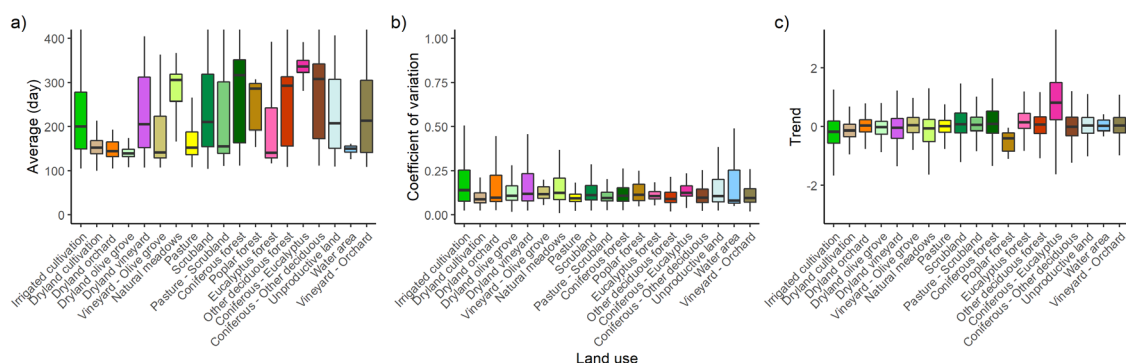 a)
Average (day)
400
300
200
100
0
Irrigated cultivation
Dryland cultivation
Dryland orchard
Dryland olive grove
Dryland vineyard
Vineyard - Olive grove
Natural meadows
Pasture
Scrubland
Pasture - Scrubland
Coniferous forest
Poplar forest
Eucalyptus forest
Other deciduous forest
Coniferous - Eucalyptus
Coniferous - Other deciduous
Unproductive land
Water area
Vineyard - Orchard
b)
Coefficient of variation
1.00
0.75
0.50
0.25
0.00
Irrigated cultivation
Dryland cultivation
Dryland orchard
Dryland olive grove
Dryland vineyard
Vineyard - Olive grove
Natural meadows
Pasture
Scrubland
Pasture - Scrubland
Coniferous forest
Poplar forest
Eucalyptus forest
Other deciduous forest
Coniferous - Eucalyptus
Coniferous - Other deciduous
Unproductive land
Water area
Vineyard - Orchard
Land use
c)
Trend
2
0
-2
Irrigated cultivation
Dryland cultivation
Dryland orchard
Dryland olive grove
Dryland vineyard
Vineyard - Olive grove
Natural meadows
Pasture
Scrubland
Pasture - Scrubland
Coniferous forest
Poplar forest
Eucalyptus forest
Other deciduous forest
Coniferous - Eucalyptus
Coniferous - Other deciduous
Unproductive land
Water area
Vineyard - Orchard